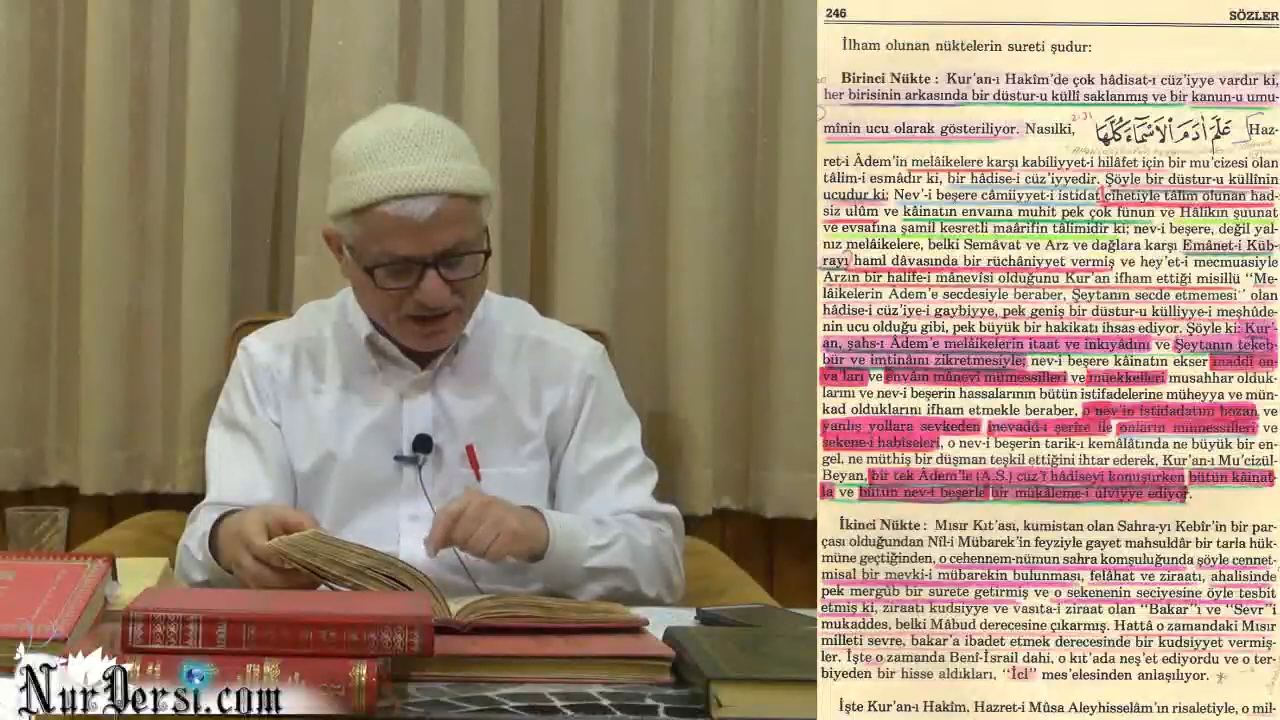 246
SÖZLER
İlham olunan nüktelerin sureti şudur:
Birinci Nükte : Kur'an-ı Hakîm'de çok hâdisat-ı cüz'iyye vardır ki,
her birisinin arkasında bir düstur-u küllî saklanmış ve bir kanun-u umu-
mînin ucu olarak gösteriliyor. Nasılki, عَلَّمَ اٰدَمَ الْاَسْمَٓاءَ كُلَّهَا Haz-
ret-i Âdem'in melâikelere karşı kabiliyyet-i hilâfet için bir mu'cizesi olan
tâlim-i esmâdır ki, bir hâdise-i cüz'iyyedir. Şöyle bir düstur-u küllînin
ucudur ki; Nev'-i beşere câmiiyyet-i istidat cihetiyle tâlim olunan had-
siz ulûm ve kâinatın envaına muhit pek çok fünun ve Hâlikın şuunat
ve evsafına şamil kesretli maârifin tâlimidir ki; nev-i beşere, değil yal-
nız melâikelere, belki Semâvat ve Arz ve dağlara karşı Emânet-i Küb-
rayı haml dâvasında bir rüchâniyyet vermiş ve hey'et-i mecmuasiyle
Arzın bir halife-i mânevîsi olduğunu Kur'an ifham ettiği misillü "Me-
lâikelerin Adem'e secdesiyle beraber, Şeytanın secde etmemesi" olan
hâdise-i cüz'iye-i gaybiyye, pek geniş bir düstur-u külliyye-i meşhûde-
nin ucu olduğu gibi, pek büyük bir hakikatı ihsas ediyor. Şöyle ki: Kur'-
an, şahs-ı Âdem'e melâikelerin itaat ve inkıyâdını ve Şeytanın tekeb-
bür ve imtinâını zikretmesiyle; nev-i beşere kâinatın ekser maddî en-
va'ları ve envâın mânevî mümessilleri ve müekkelleri musahhar olduk-
larını ve nev-i beşerin hassalarının bütün istifadelerine müheyya ve mün-
kad olduklarını ifham etmekle beraber, o nev'in istidadatını bozan ve
yanlış yollara sevkeden mevadd-ı şerire ile onların mümessilleri ve
sekene-i habiseleri, o nev-i beşerin tarik-ı kemâlâtında ne büyük bir en-
gel, ne müthiş bir düşman teşkil ettiğini ihtar ederek, Kur'an-ı Mu'cizül-
Beyan, bir tek Âdem'le (A.S.) cüz'î hâdiseyi konuşturken bütün kâinat-
la ve bütün nev-i beşerle bir mükâleme-i ulviyye ediyor.
İkinci Nükte : Mısır Kıt'ası, kumistan olan Sahra-yı Kebîr'in bir par-
çası olduğundan Nîl-i Mübarek'in feyziyle gayet mahsuldâr bir tarla hük-
müne geçtiğinden, o cehennem-nümun sahra komşuluğunda şöyle cennet-
misal bir mevki-i mübarekin bulunması, felâhat ve ziraatı, ahalisinde
pek mergûb bir surete getirmiş ve o sekenenin seciyesine öyle tesbit
etmiş ki, ziraatı kudsiyye ve vasıta-i ziraat olan "Bakar"ı ve "Sevr"i
mukaddes, belki Mâbud derecesine çıkarmış. Hattâ o zamandaki Mısır
milleti sevre, bakar'a ibadet etmek derecesinde bir kudsiyyet vermiş-
ler. İşte o zamanda Benî-İsrail dahi, o kıt'ada neş'et ediyordu ve o ter-
biyeden bir hisse aldıkları, "İcl" mes'elesinden anlaşılıyor.
İşte Kur'an-ı Hakîm, Hazret-i Mûsa Aleyhisselâm'ın risaletiyle, o mil-
NurDersi.com